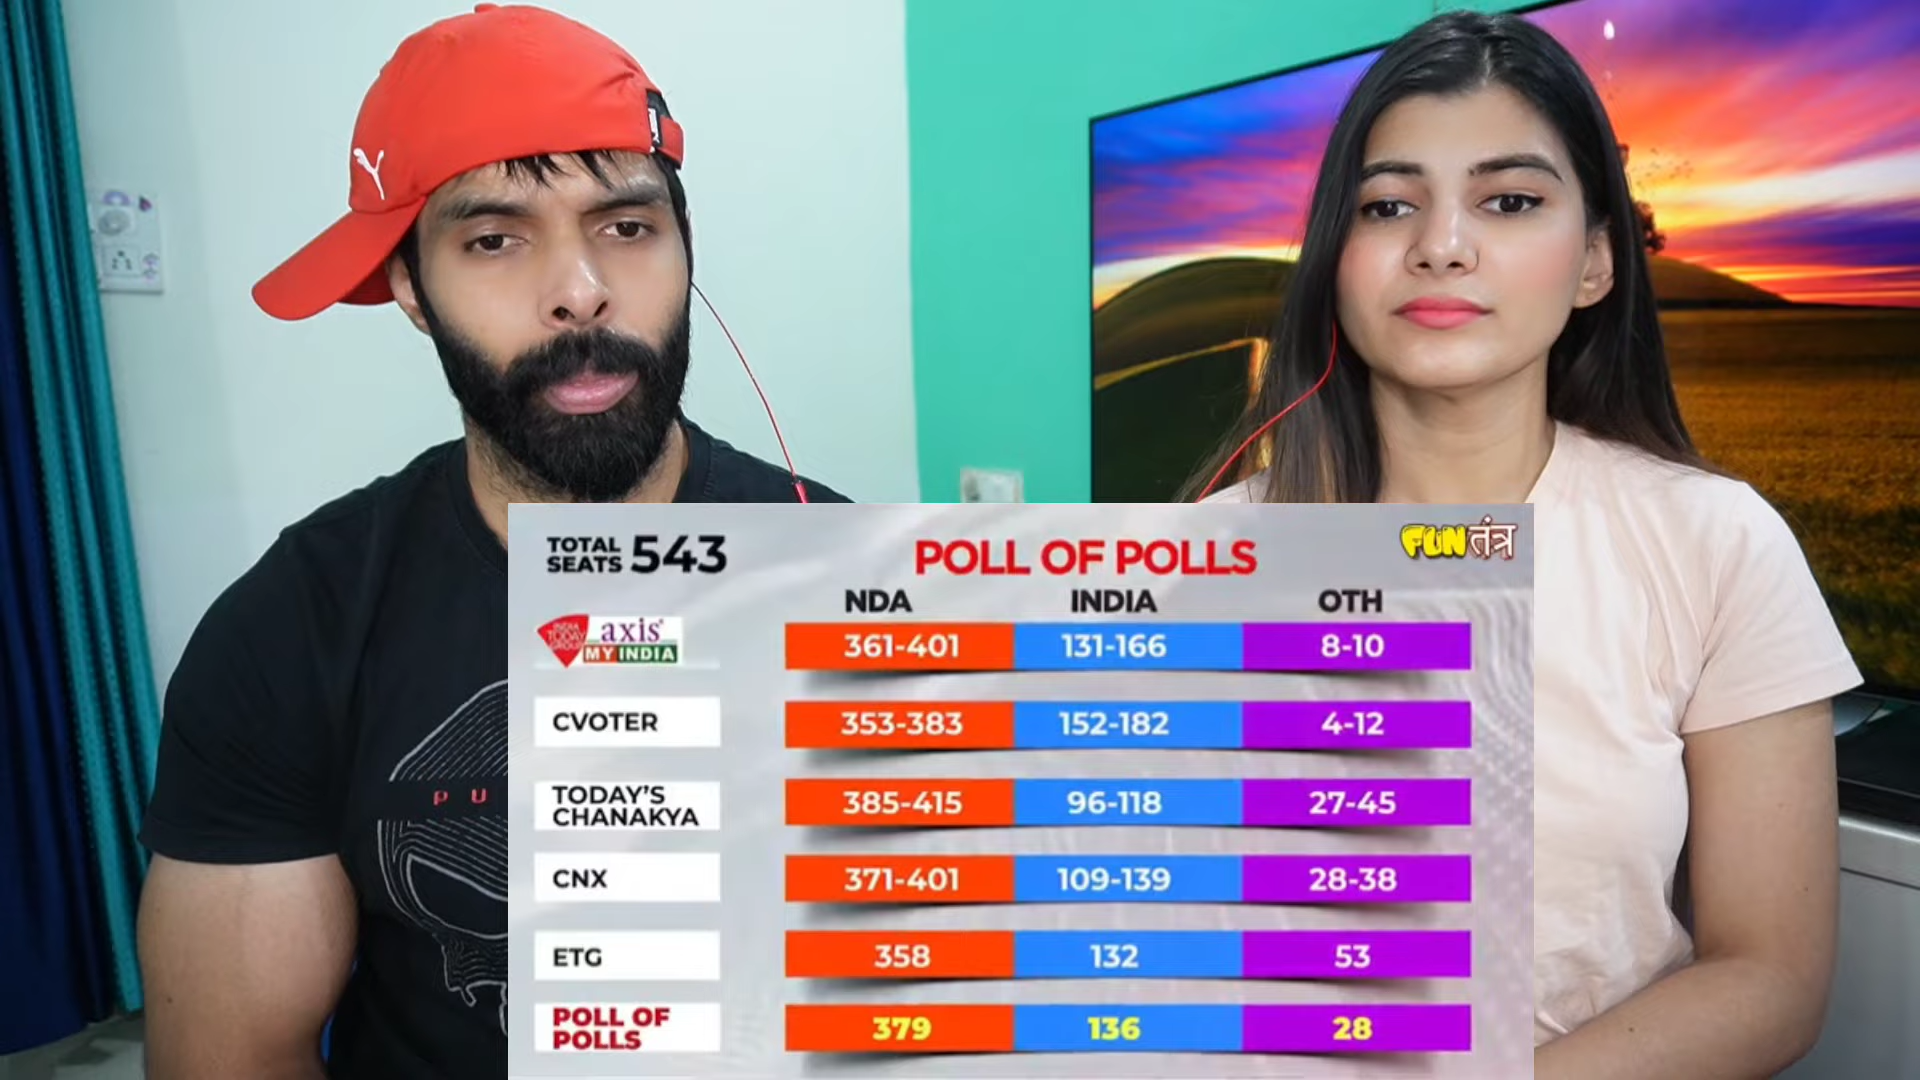 TOTAL
SEATS 543
POLL OF POLLS
FUNतंत्र
NDA INDIA OTH
INDIA
TODAY
GROUP
axis
MY INDIA
361-401 131-166 8-10
CVOTER 353-383 152-182 4-12
TODAY'S
CHANAKYA
385-415 96-118 27-45
CNX 371-401 109-139 28-38
ETG 358 132 53
POLL OF
POLLS
379 136 28
P U